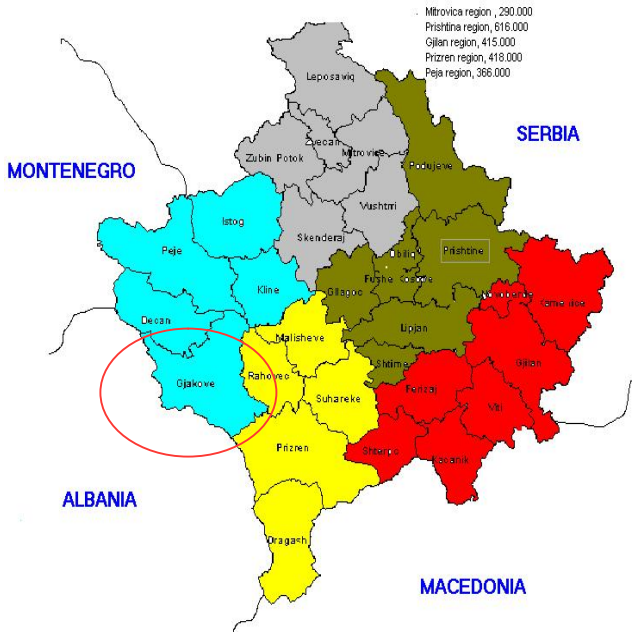 Mitrovica region , 290.000
Prishtina region, 616.000
Gjilan region, 415.000
Prizren region, 418.000
Peja region, 366.000
Leposaviq
SERBIA
Zvecan
Mitrovice
Zubin Potok
Podujeve
MONTENEGRO
Istog
Vushtrri
Skenderaj
Peje
Obiliq
Prishtine
Kline
Fushe Kosove
Gllagoc
Kamenice
Decan
Lipjan
Malisheve
Shtime
Gjilan
Gjakove
Rahovec
Ferizaj
Suhareke
Viti
Prizren
Shterpc
Kacanik
ALBANIA
Dragash
MACEDONIA